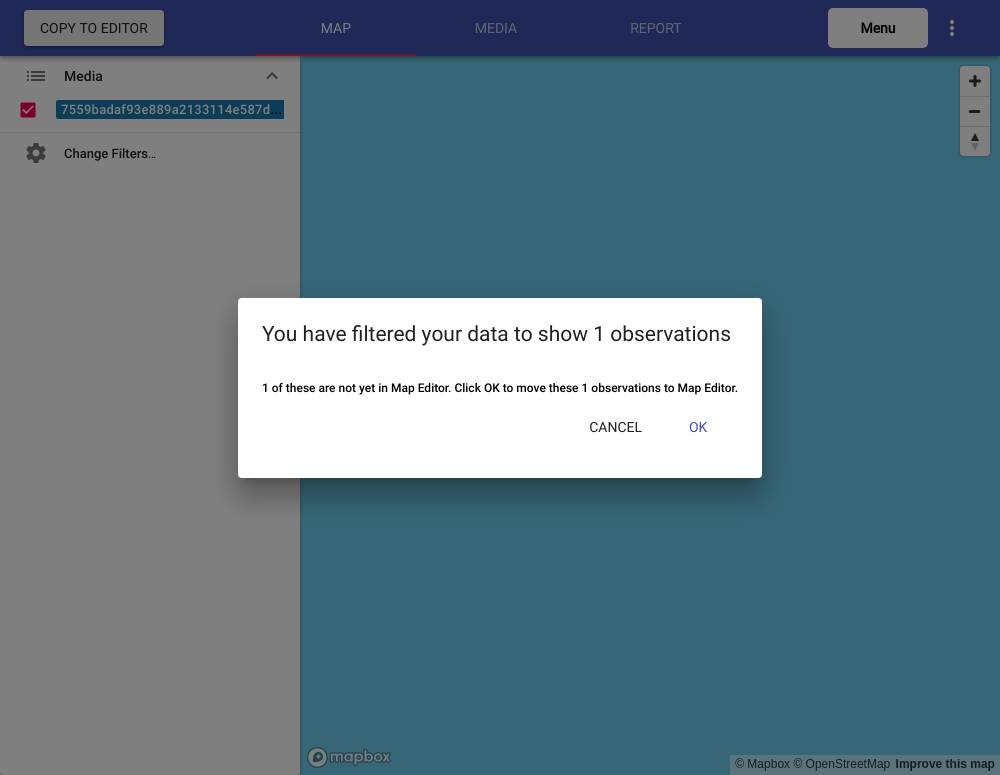 COPY TO EDITOR
MAP
MEDIA
REPORT
Menu
Media
7559badaf93e889a2133114e587d...
Change Filters…
You have filtered your data to show 1 observations
1 of these are not yet in Map Editor. Click OK to move these 1 observations to Map Editor.
CANCEL
OK
mapbox
© Mapbox © OpenStreetMap Improve this map